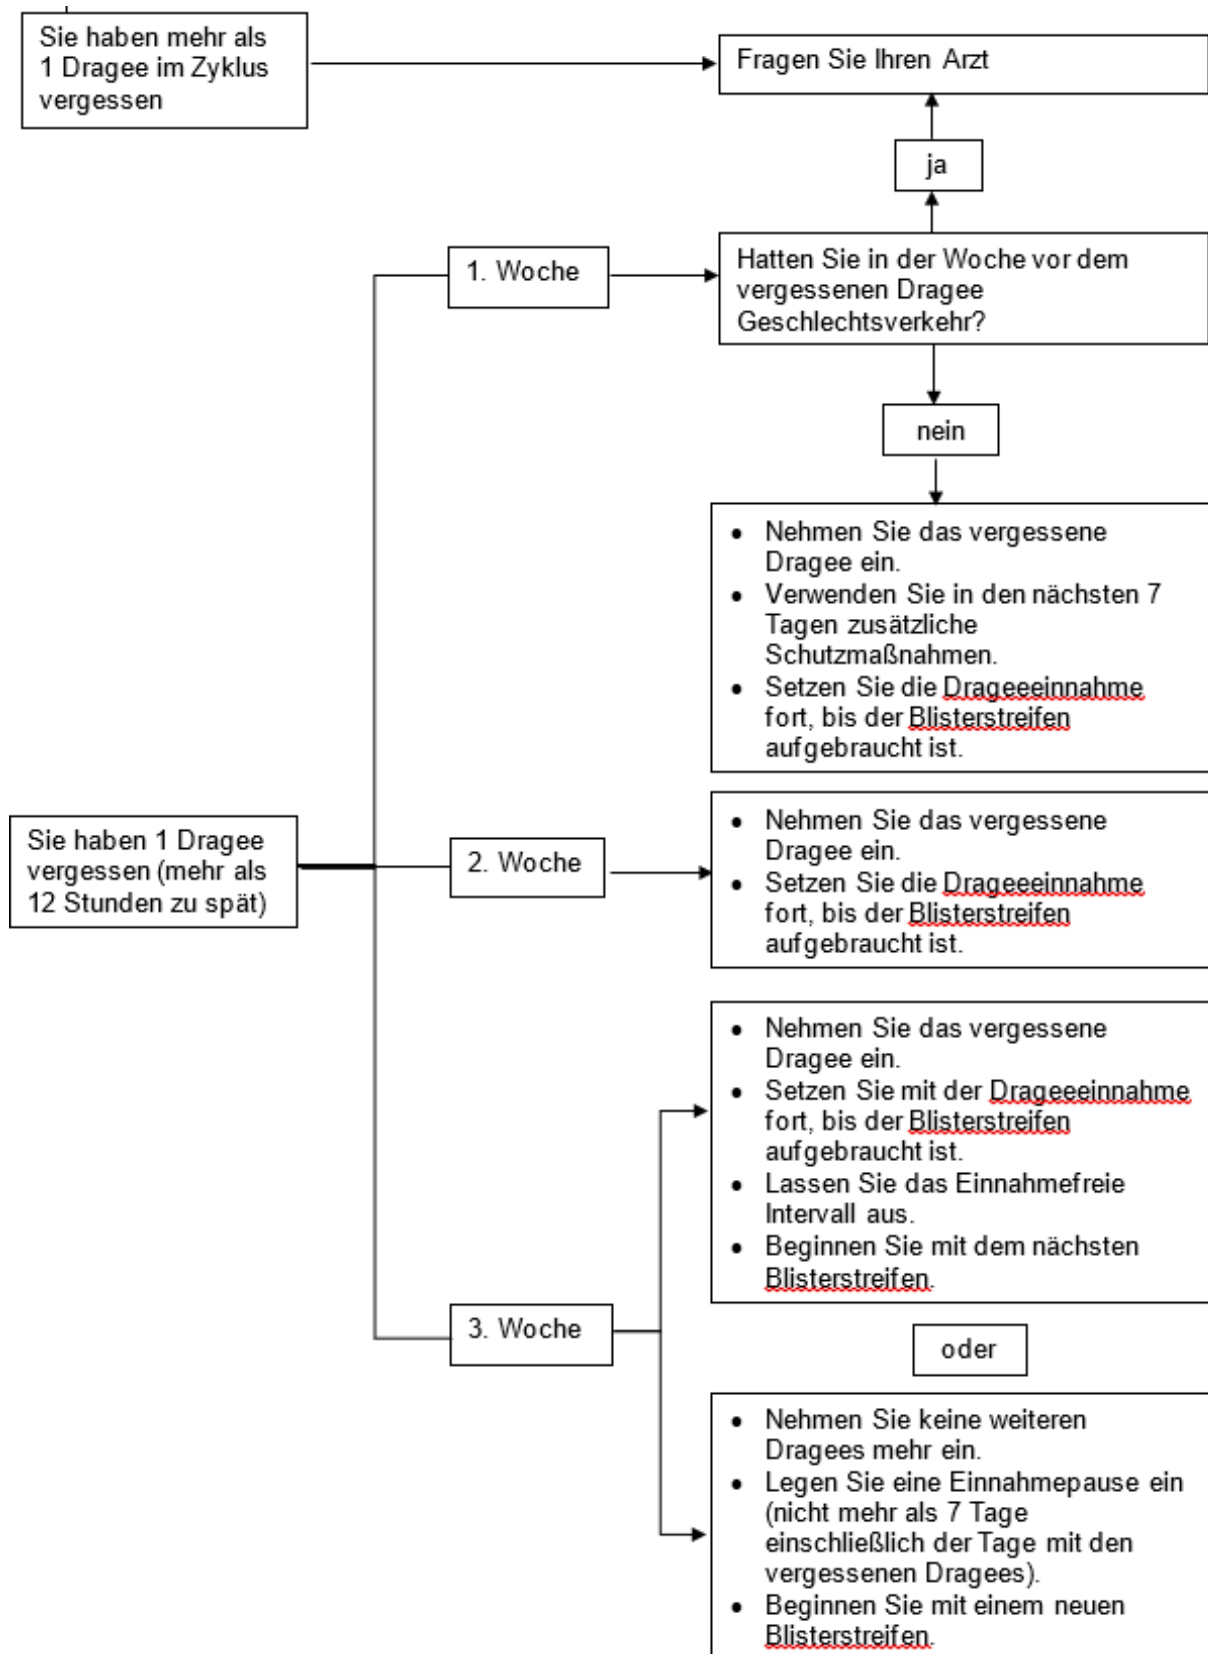 Sie haben mehr als
1 Dragee im Zyklus
vergessen
Fragen Sie Ihren Arzt
ja
1. Woche
Hatten Sie in der Woche vor dem
vergessenen Dragee
Geschlechtsverkehr?
nein
• Nehmen Sie das vergessene
Dragee ein.
• Verwenden Sie in den nächsten 7
Tagen zusätzliche
Schutzmaßnahmen.
• Setzen Sie die Drageeeinnahme
fort, bis der Blisterstreifen
aufgebraucht ist.
Sie haben 1 Dragee
vergessen (mehr als
12 Stunden zu spät)
2. Woche
• Nehmen Sie das vergessene
Dragee ein.
• Setzen Sie die Drageeeinnahme
fort, bis der Blisterstreifen
aufgebraucht ist.
3. Woche
• Nehmen Sie das vergessene
Dragee ein.
• Setzen Sie mit der Drageeeinnahme
fort, bis der Blisterstreifen
aufgebraucht ist.
• Lassen Sie das Einnahmefreie
Intervall aus.
• Beginnen Sie mit dem nächsten
Blisterstreifen.
oder
• Nehmen Sie keine weiteren
Dragees mehr ein.
• Legen Sie eine Einnahmepause ein
(nicht mehr als 7 Tage
einschließlich der Tage mit den
vergessenen Dragees).
• Beginnen Sie mit einem neuen
Blisterstreifen.